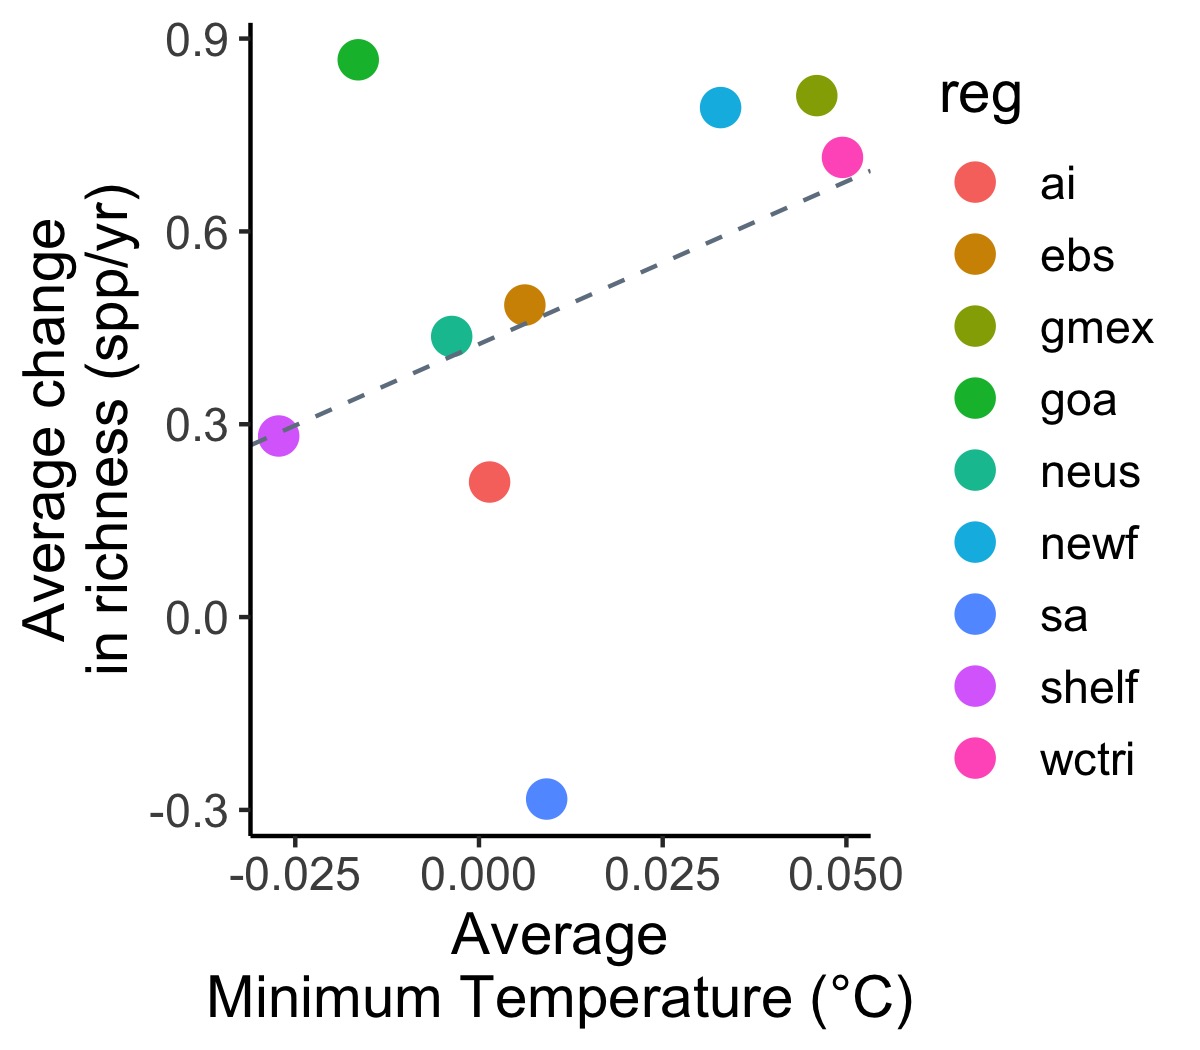 Average change
in richness (spp/yr)
0.9
0.6
0.3
0.0
-0.3
-0.025
0.000
0.025
0.050
Average
Minimum Temperature (°C)
reg
ai
ebs
gmex
goa
neus
newf
sa
shelf
wctri